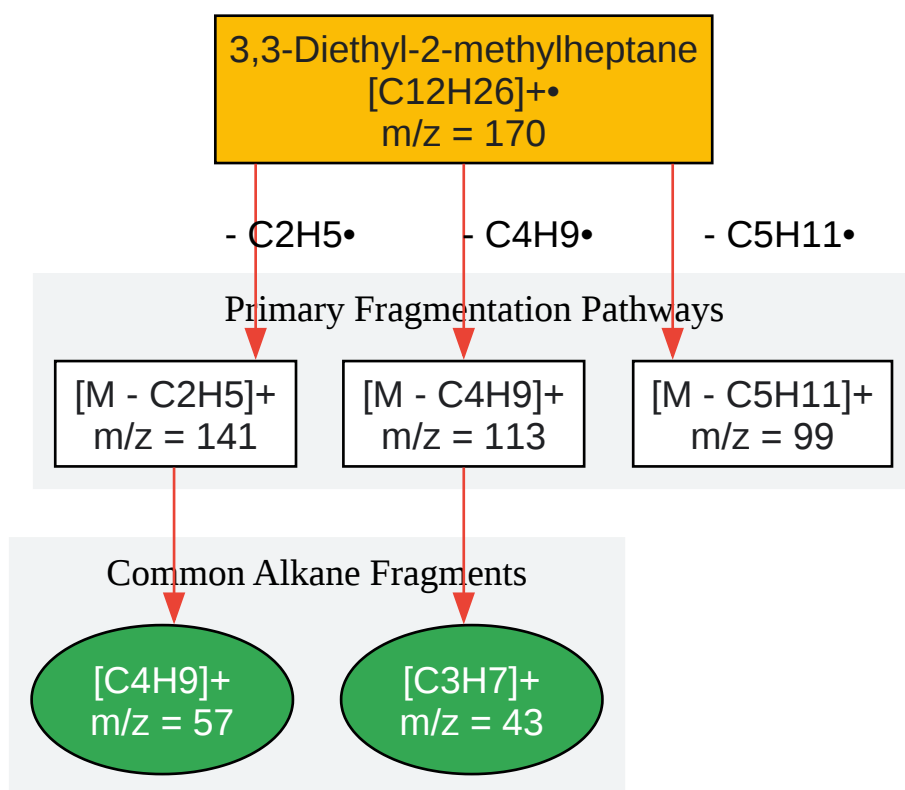 3,3-Diethyl-2-methylheptane
[C12H26]+•
m/z = 170
- C2H5•
- C4H9•
- C5H11•
Primary Fragmentation Pathways
[M - C2H5]+
m/z = 141
[M - C4H9]+
m/z = 113
[M - C5H11]+
m/z = 99
Common Alkane Fragments
[C4H9]+
m/z = 57
[C3H7]+
m/z = 43